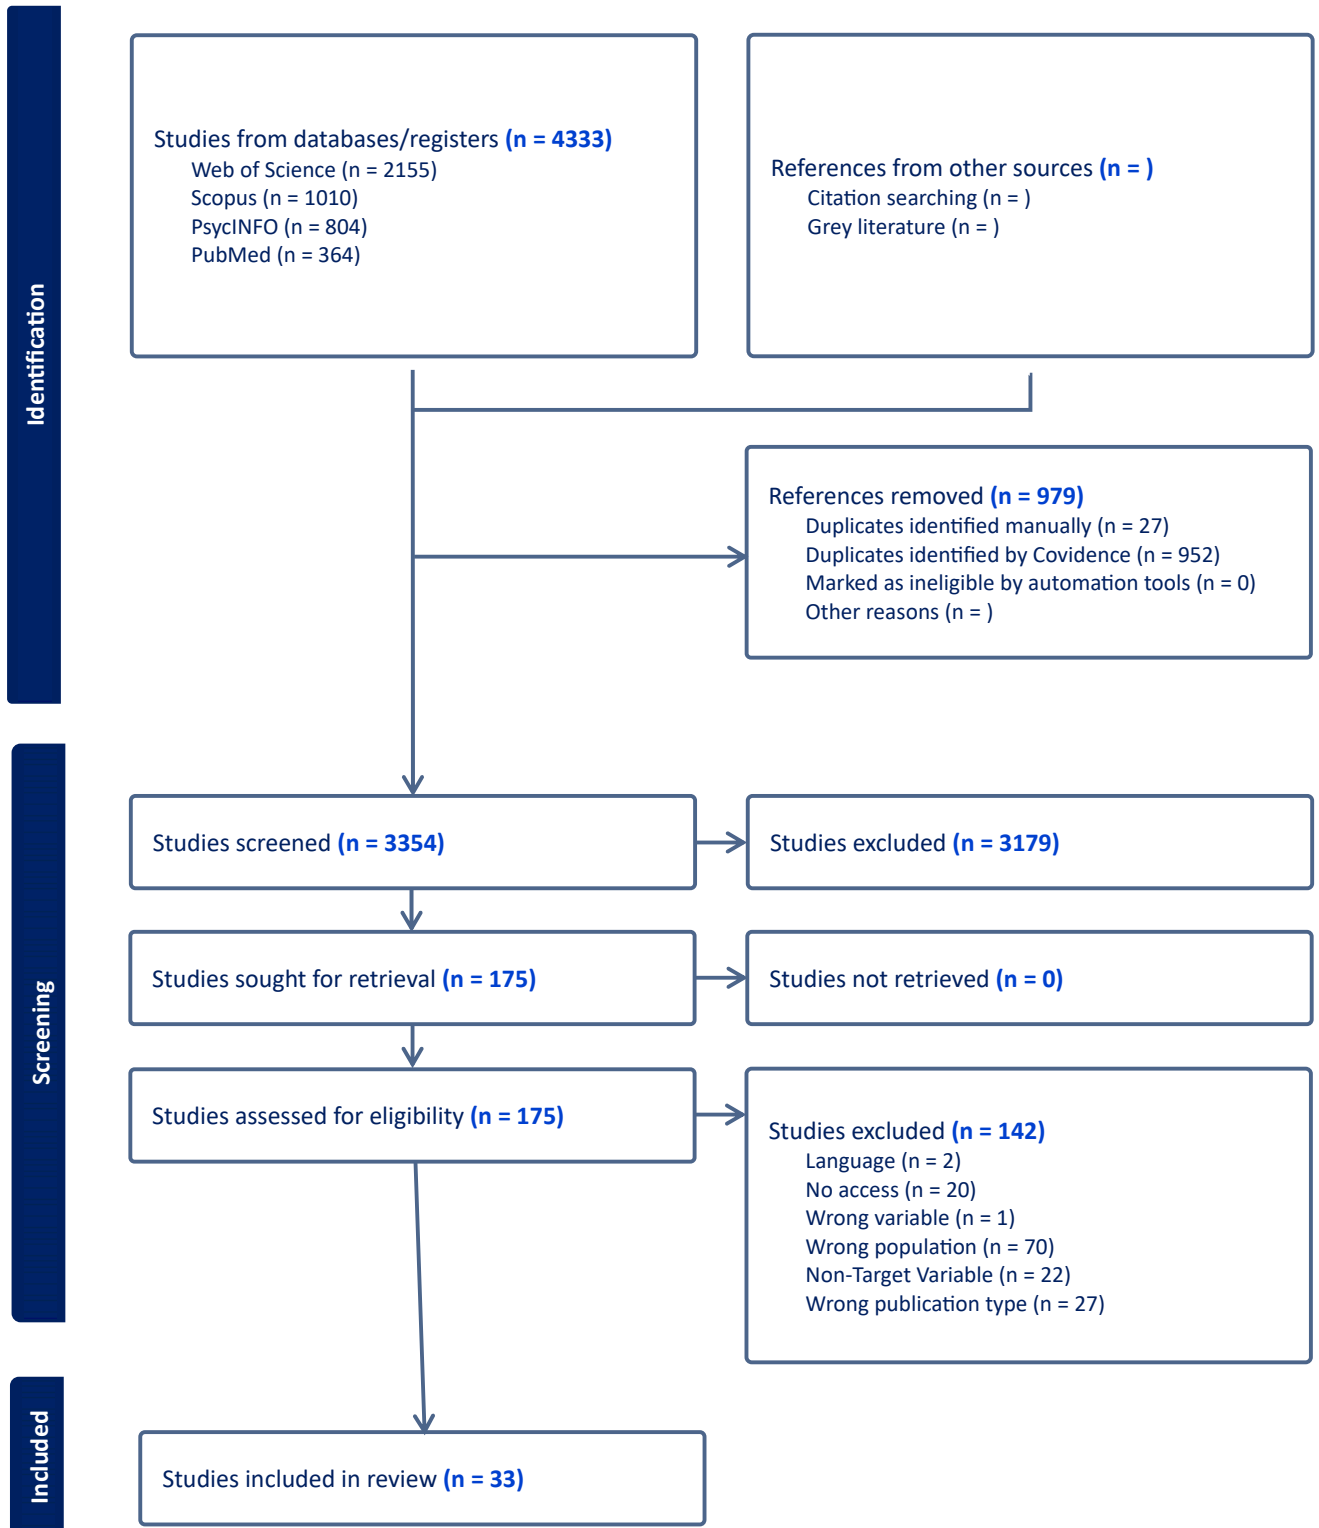 Identification
Studies from databases/registers (n = 4333)
Web of Science (n = 2155)
Scopus (n = 1010)
PsycINFO (n = 804)
PubMed (n = 364)
References from other sources (n = )
Citation searching (n = )
Grey literature (n = )
References removed (n = 979)
Duplicates identified manually (n = 27)
Duplicates identified by Covidence (n = 952)
Marked as ineligible by automation tools (n = 0)
Other reasons (n = )
Screening
Studies screened (n = 3354)
Studies excluded (n = 3179)
Studies sought for retrieval (n = 175)
Studies not retrieved (n = 0)
Studies assessed for eligibility (n = 175)
Studies excluded (n = 142)
Language (n = 2)
No access (n = 20)
Wrong variable (n = 1)
Wrong population (n = 70)
Non-Target Variable (n = 22)
Wrong publication type (n = 27)
Included
Studies included in review (n = 33)